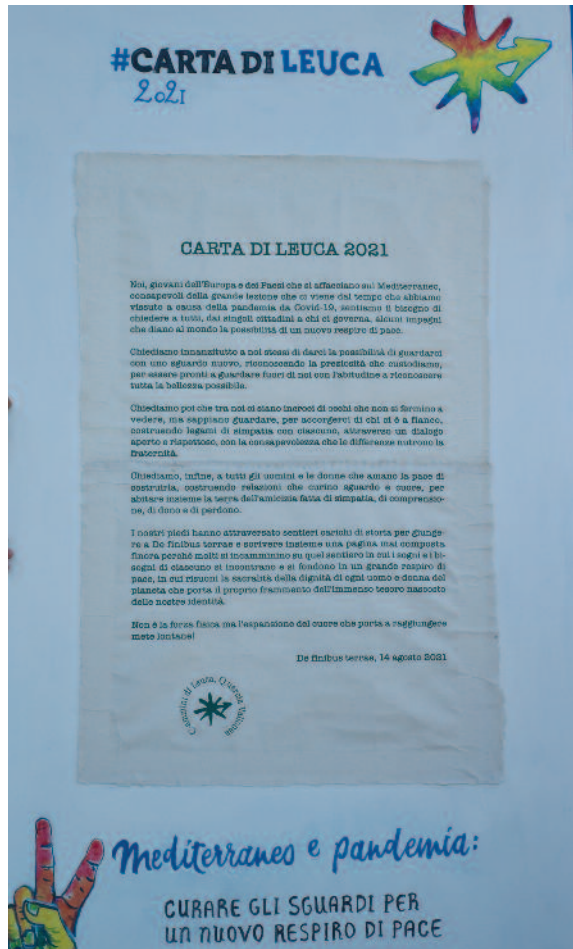 #CARTA DI LEUCA
2021
CARTA DI LEUCA 2021
Noi, giovani dell'Europa e dei Paesi che si affacciano sul Mediterraneo,
consapevoli della grande lezione che ci viene dal tempo che abbiamo
vissuto a causa della pandemia da Covid-19, sentiamo il bisogno di
chiedere a tutti, dai singoli cittadini a chi ci governa, alcuni impegni
che diano al mondo la possibilità di un nuovo respiro di pace.
Chiediamo innanzitutto a noi stessi di darci la possibilità di guardarci
con uno sguardo nuovo, riconoscendo la preziosità che custodiamo,
per essere pronti a guardare fuori di noi con l'abitudine a riconoscere
tutta la bellezza possibile.
Chiediamo poi che tra noi ci siano incroci di occhi che non si fermino a
vedere, ma sappiano guardare, per accorgerci di chi ci è a fianco,
costruendo legami di simpatia con ciascuno, attraverso un dialogo
aperto e rispettoso, con la consapevolezza che le differenze nutrono la
fraternità.
Chiediamo, infine, a tutti gli uomini e le donne che amano la pace di
costruirla, costruendo relazioni che curino sguardo e cuore, per
abitare insieme la terra dell'amicizia fatta di simpatia, di comprensio-
ne, di dono e di perdono.
I nostri piedi hanno attraversato sentieri carichi di storia per giunge-
re a De finibus terrae e scrivere insieme una pagina mai composta
finora perché molti si incamminino su quel sentiero in cui i sogni e i bi-
sogni di ciascuno si incontrano e si fondono in un grande respiro di
pace, in cui risuoni la sacralità della dignità di ogni uomo e donna del
pianeta che porta il proprio frammento dell'immenso tesoro nascosto
delle nostre identità.
Non è la forza fisica ma l'espansione del cuore che porta a raggiungere
mete lontane!
De finibus terrae, 14 agosto 2021
Cammini di Leuca,
Mediterraneo e pandemia:
CURARE GLI SGUARDI PER
UN NUOVO RESPIRO DI PACE